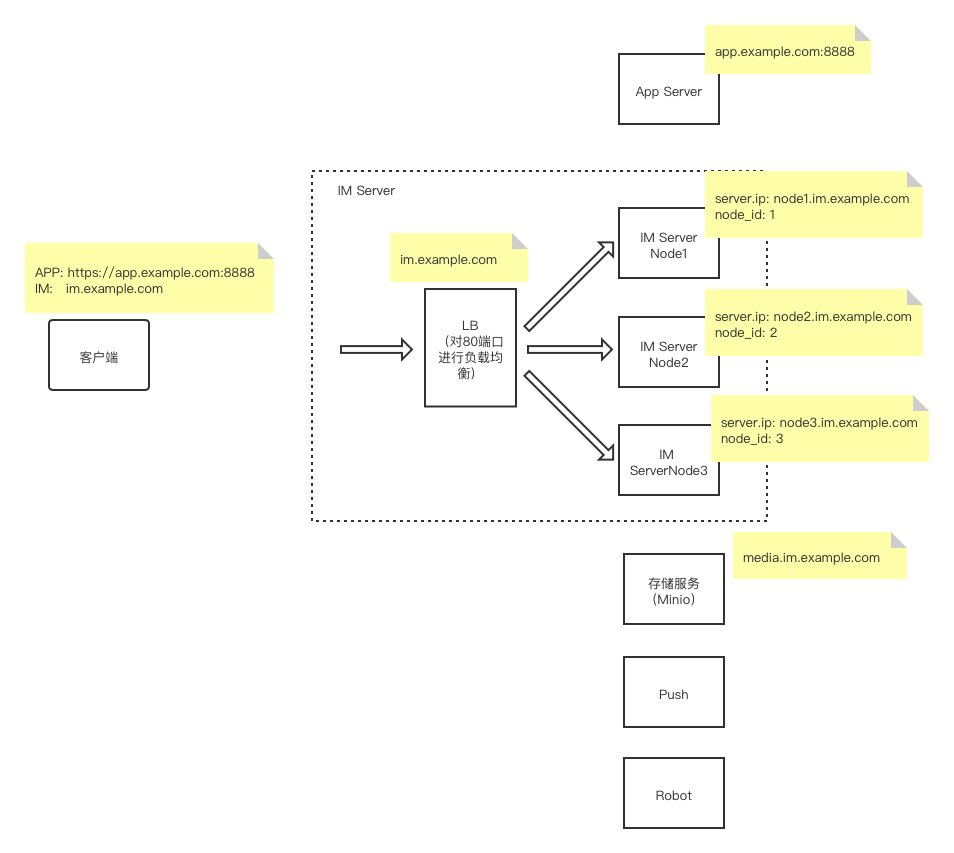 app.example.com:8888
App Server
IM Server
server.ip: node1.im.example.com
node_id: 1
IM Server
Node1
APP: https://app.example.com:8888
IM:    im.example.com
客户端
im.example.com
LB
（对80端口
进行负载均
衡）
server.ip: node2.im.example.com
node_id: 2
IM Server
Node2
server.ip: node3.im.example.com
node_id: 3
IM
ServerNode3
media.im.example.com
存储服务
（Minio）
Push
Robot